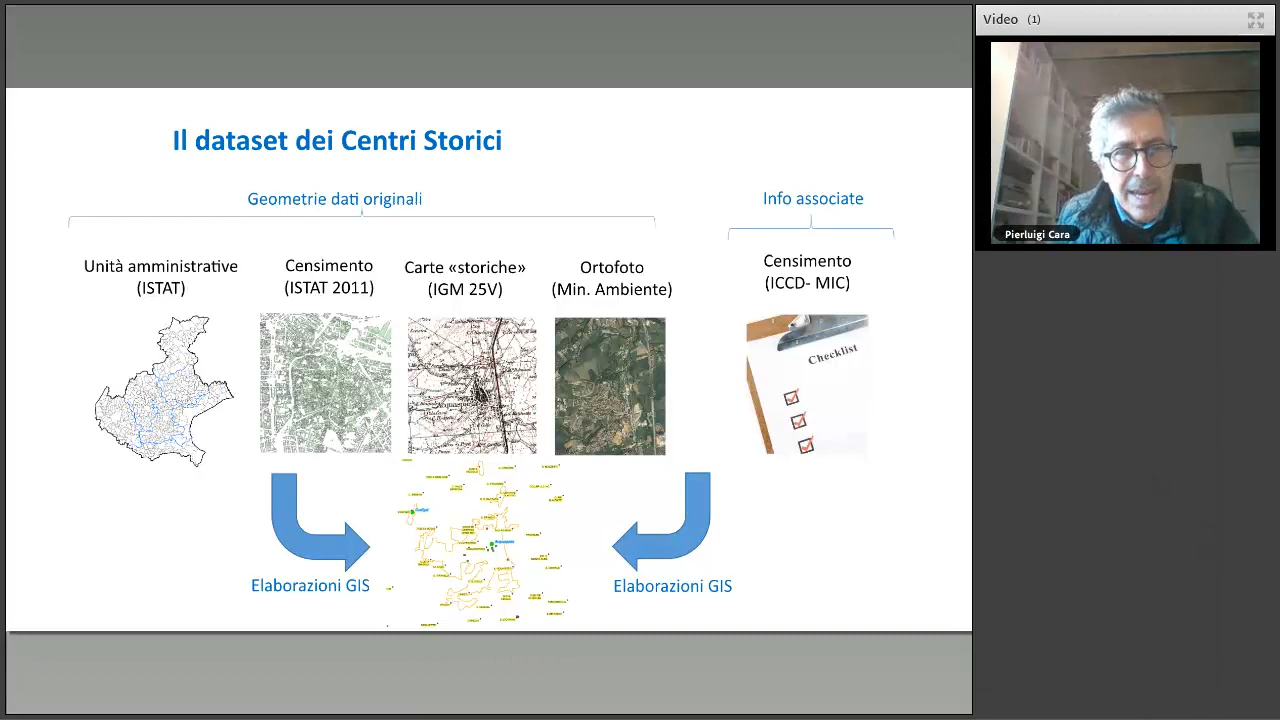 Video (1)
Pierluigi Cara
Il dataset dei Centri Storici
Geometrie dati originali
Info associate
Unità amministrative
(ISTAT)
Censimento
(ISTAT 2011)
Carte «storiche»
(IGM 25V)
Ortofoto
(Min. Ambiente)
Censimento
(ICCD- MIC)
Checklist
Elaborazioni GIS
Elaborazioni GIS